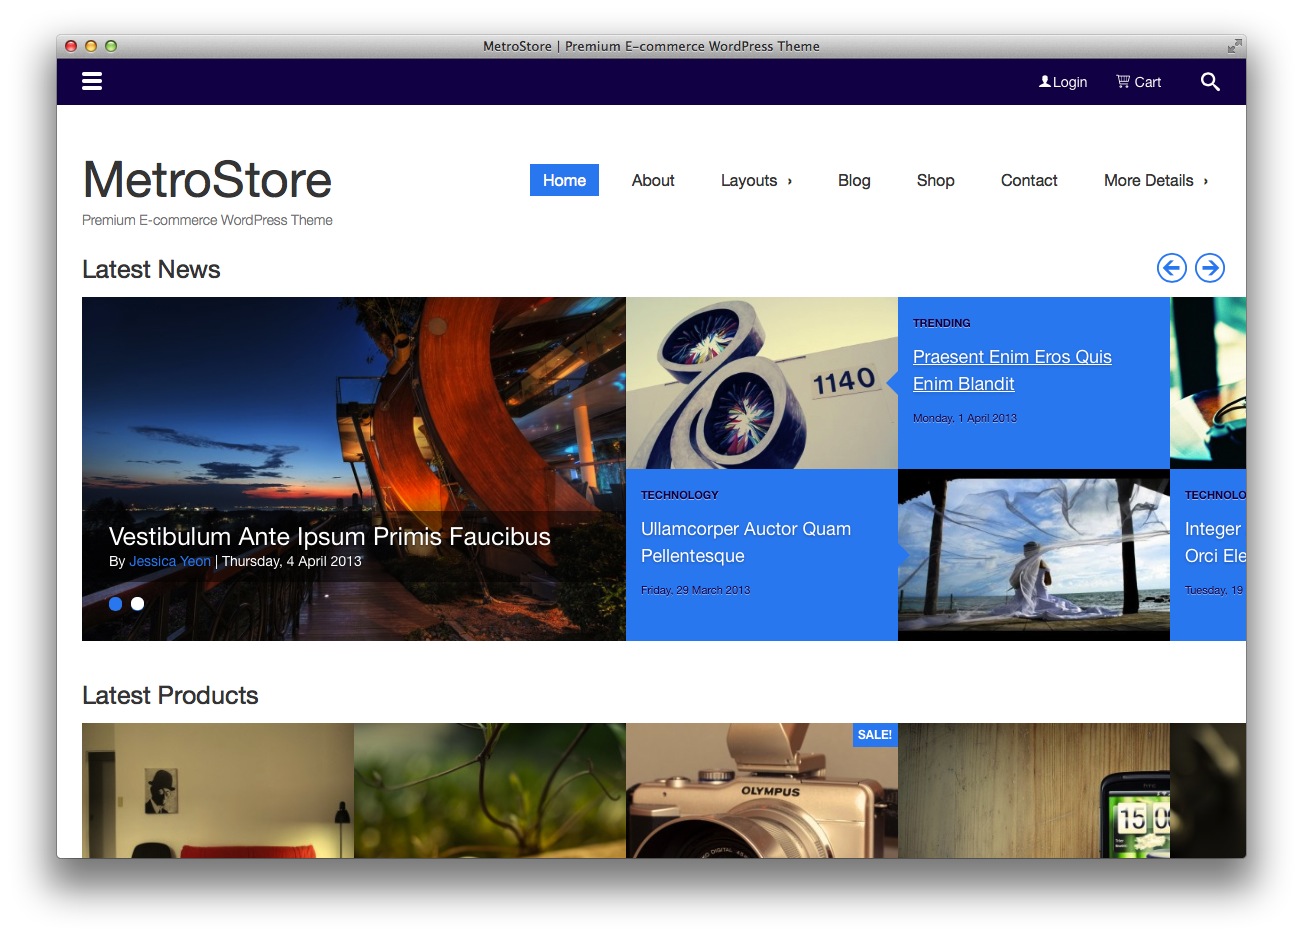 MetroStore | Premium E-commerce WordPress Theme
Login
Cart
MetroStore
Premium E-commerce WordPress Theme
Home
About
Layouts ›
Blog
Shop
Contact
More Details ›
Latest News
Vestibulum Ante Ipsum Primis Faucibus
By Jessica Yeon | Thursday, 4 April 2013
1140
TRENDING
Praesent Enim Eros Quis
Enim Blandit
Monday, 1 April 2013
TECHNOLOGY
Ullamcorper Auctor Quam
Pellentesque
Friday, 29 March 2013
TECHNOLO
Integer
Orci Ele
Tuesday, 19
Latest Products
SALE!
OLYMPUS
hTC
15